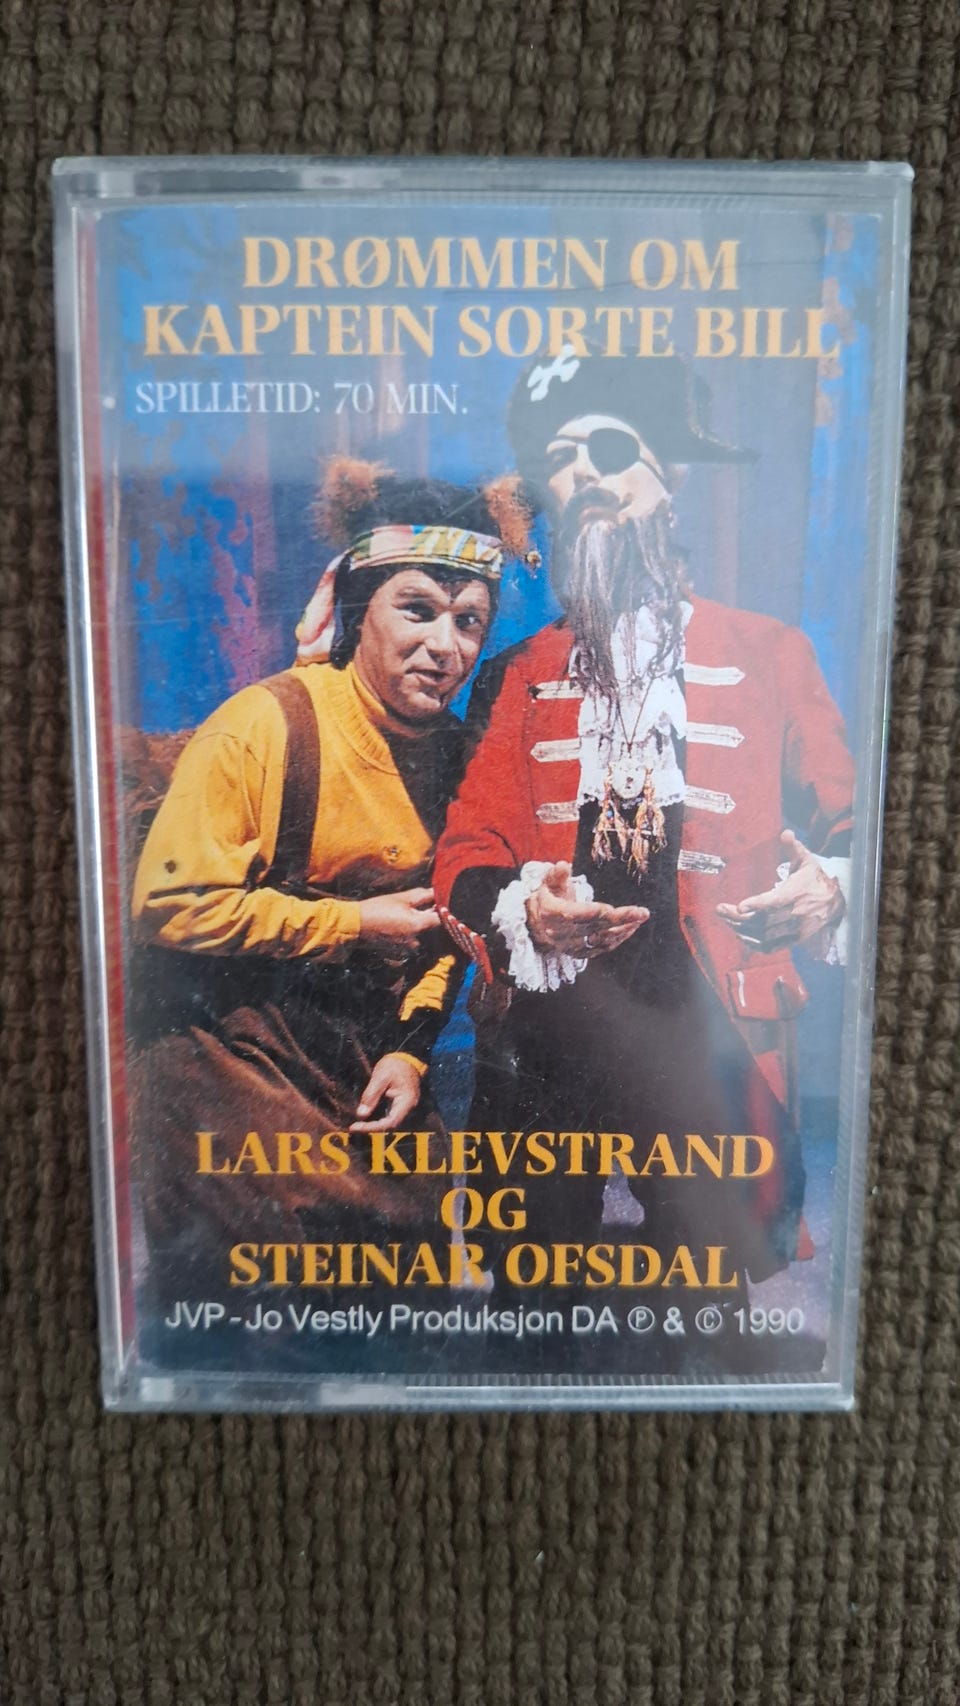 DRØMMEN OM
KAPTEIN SORTE BILL
SPILLETID: 70 MIN.
LARS KLEVSTRAND
OG
STEINAR OFSDAL
JVP - Jo Vestly Produksjon DA ℗ & © 1990